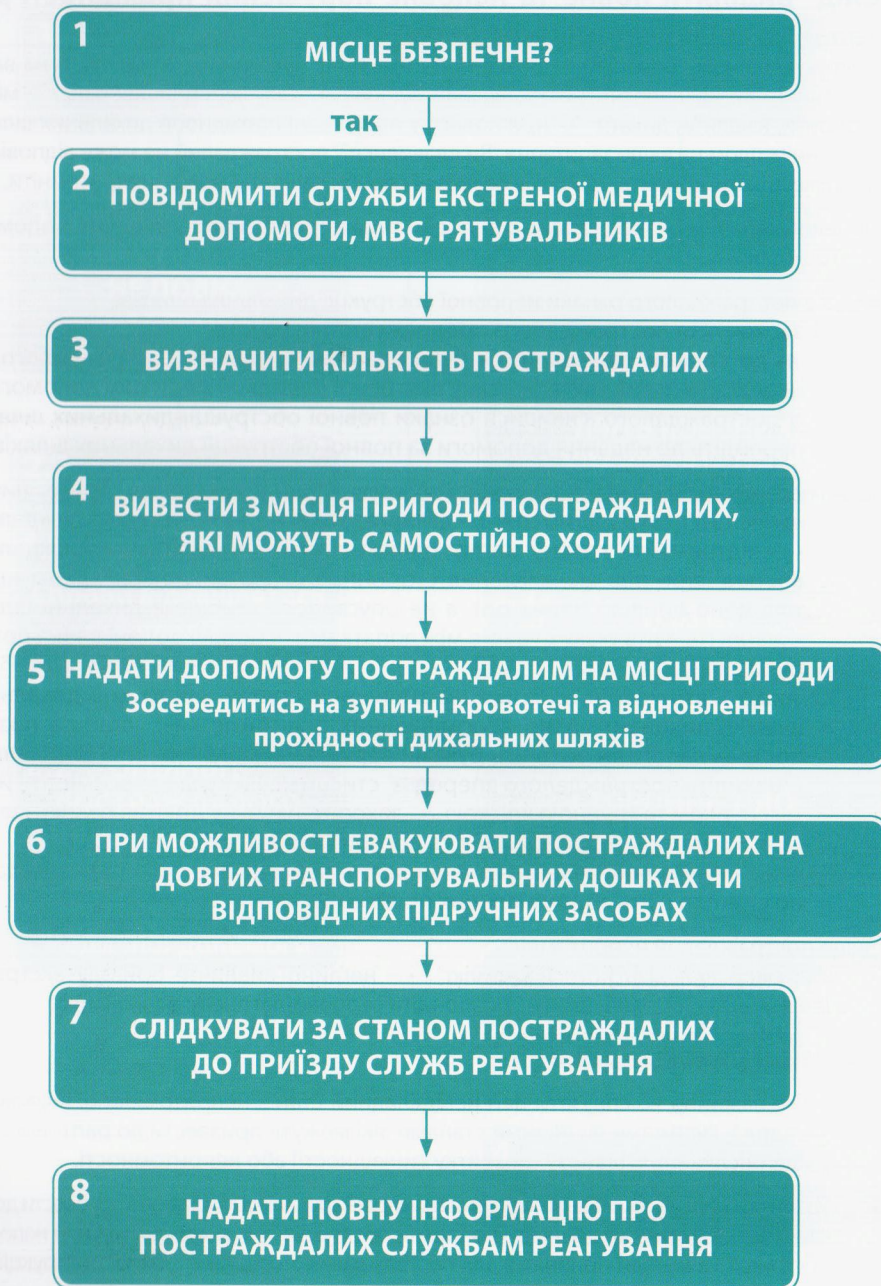 1
МІСЦЕ БЕЗПЕЧНЕ?
так
2
ПОВІДОМИТИ СЛУЖБИ ЕКСТРЕНОЇ МЕДИЧНОЇ
ДОПОМОГИ, МВС, РЯТУВАЛЬНИКІВ
3
ВИЗНАЧИТИ КІЛЬКІСТЬ ПОСТРАЖДАЛИХ
4
ВИВЕСТИ З МІСЦЯ ПРИГОДИ ПОСТРАЖДАЛИХ,
ЯКІ МОЖУТЬ САМОСТІЙНО ХОДИТИ
5 НАДАТИ ДОПОМОГУ ПОСТРАЖДАЛИМ НА МІСЦІ ПРИГОДИ
Зосередитись на зупинці кровотечі та відновленні
прохідності дихальних шляхів
6 ПРИ МОЖЛИВОСТІ ЕВАКУЮВАТИ ПОСТРАЖДАЛИХ НА
ДОВГИХ ТРАНСПОРТУВАЛЬНИХ ДОШКАХ ЧИ
ВІДПОВІДНИХ ПІДРУЧНИХ ЗАСОБАХ
7
СЛІДКУВАТИ ЗА СТАНОМ ПОСТРАЖДАЛИХ
ДО ПРИЇЗДУ СЛУЖБ РЕАГУВАННЯ
8
НАДАТИ ПОВНУ ІНФОРМАЦІЮ ПРО
ПОСТРАЖДАЛИХ СЛУЖБАМ РЕАГУВАННЯ